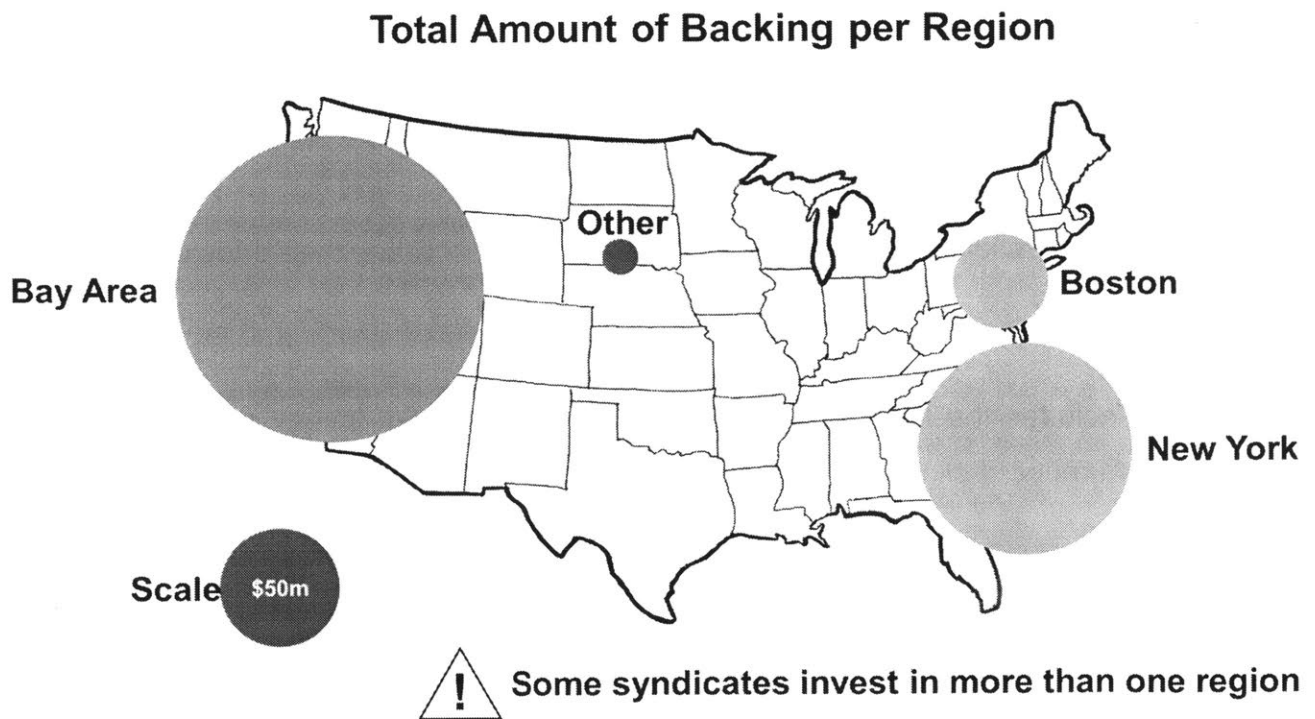 Total Amount of Backing per Region
Other
Bay Area
Boston
New York
Scale
$50m
!
Some syndicates invest in more than one region